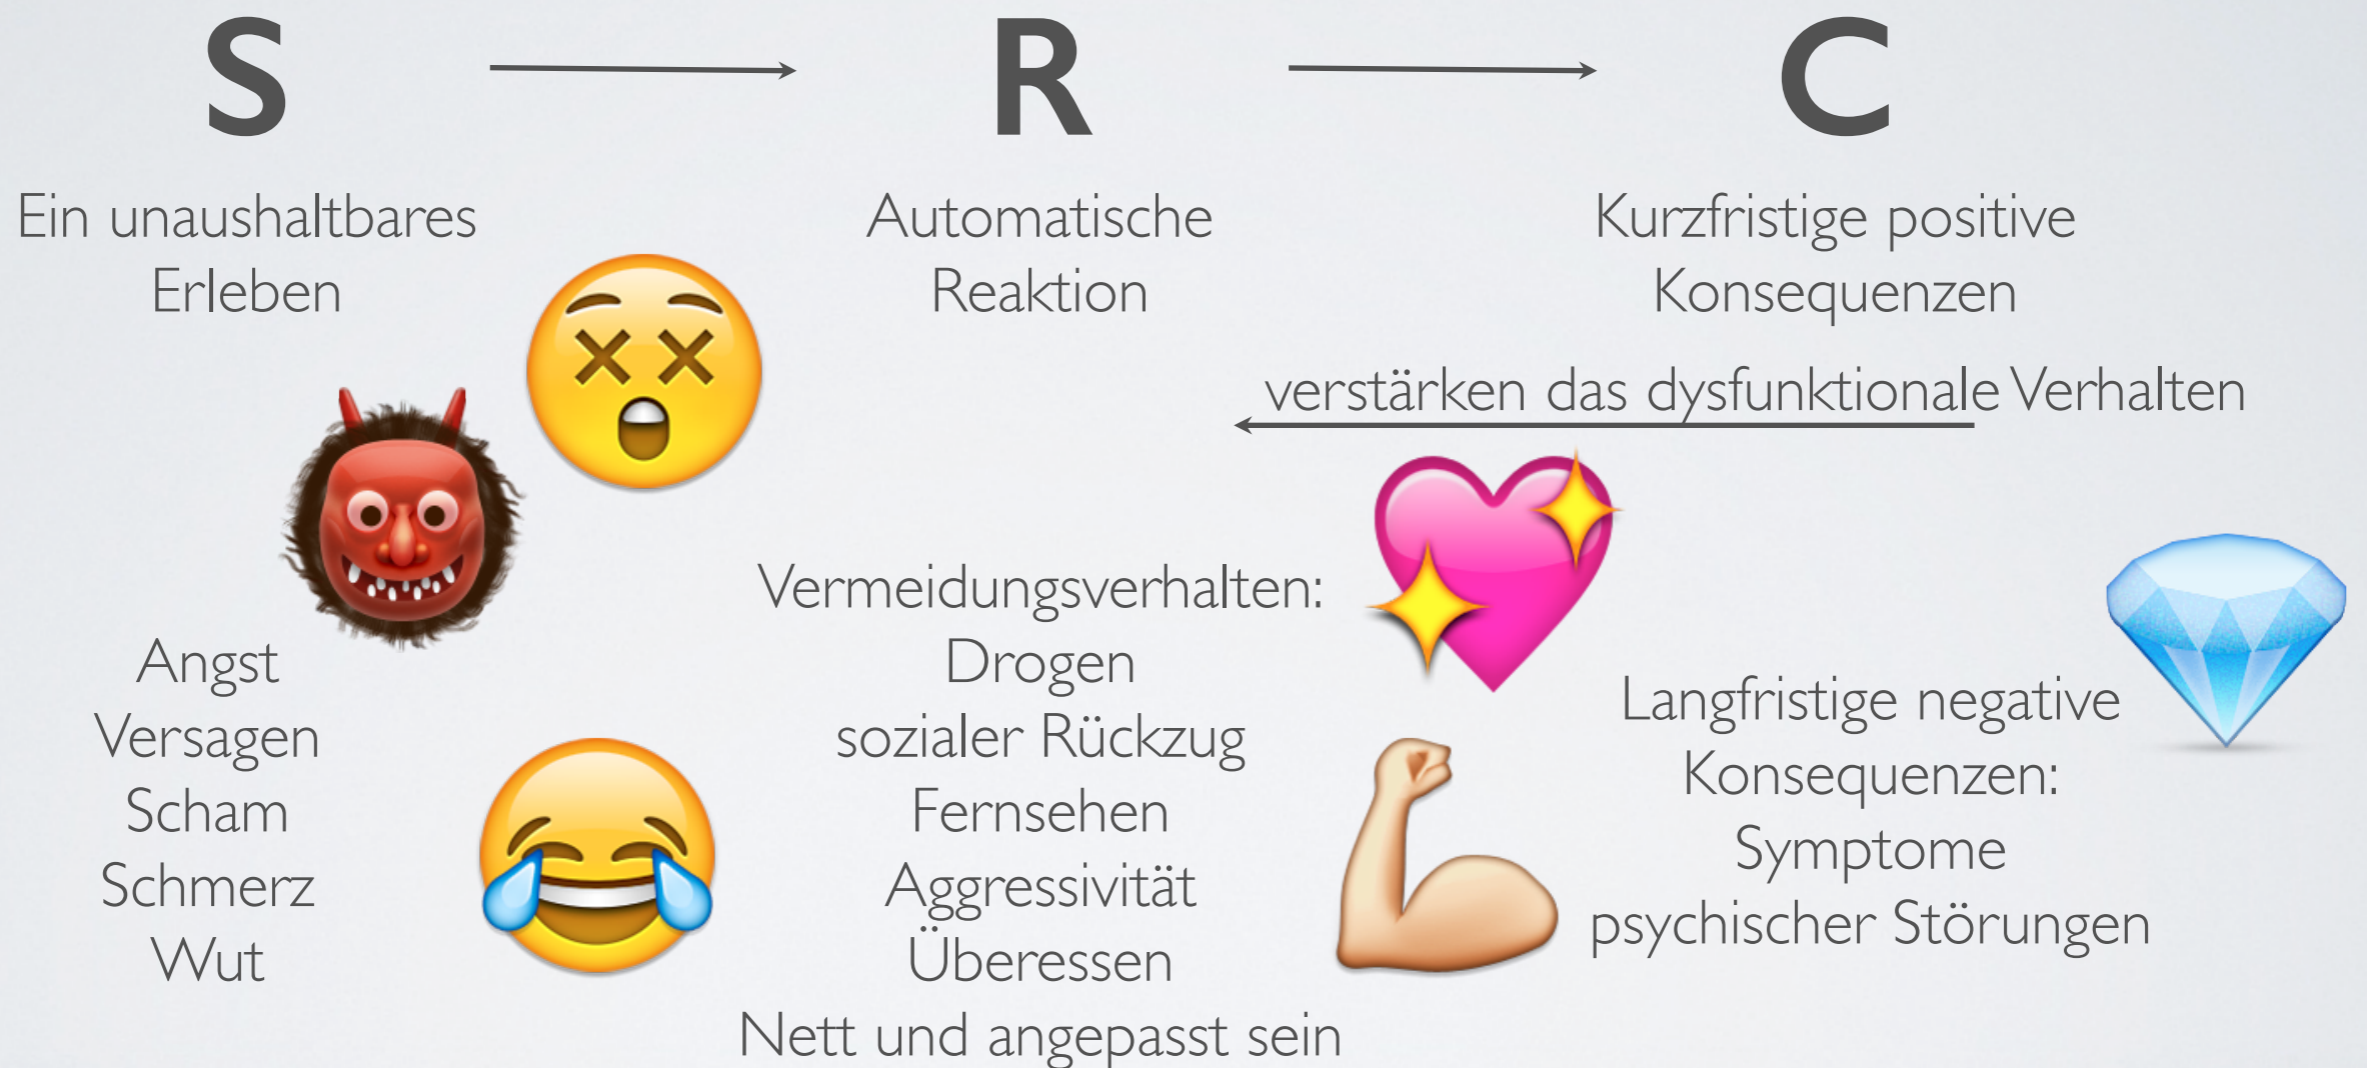 S
R
C
Ein unaushaltbares
Erleben
Automatische
Reaktion
Kurzfristige positive
Konsequenzen
verstärken das dysfunktionale Verhalten
Angst
Versagen
Scham
Schmerz
Wut
Vermeidungsverhalten:
Drogen
sozialer Rückzug
Fernsehen
Aggressivität
Überessen
Nett und angepasst sein
Langfristige negative
Konsequenzen:
Symptome
psychischer Störungen